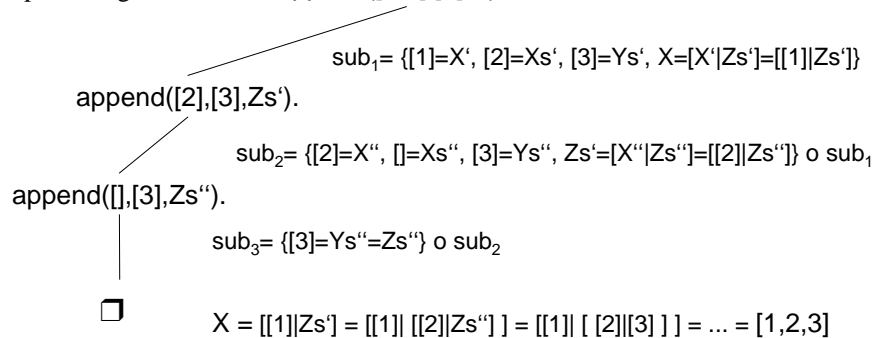 sub₁= {[1]=X‘, [2]=Xs‘, [3]=Ys‘, X=[X‘|Zs‘]=[[1]|Zs‘]}
append([2],[3],Zs‘).
sub₂= {[2]=X‘‘, []=Xs‘‘, [3]=Ys‘‘, Zs‘=[X‘‘|Zs‘‘]=[[2]|Zs‘‘]} o sub₁
append([],[3],Zs‘‘).
sub₃= {[3]=Ys‘‘=Zs‘‘} o sub₂
❒ X = [[1]|Zs‘] = [[1]| [[2]|Zs‘‘] ] = [[1]| [ [2]|[3] ] ] = ... = [1,2,3]